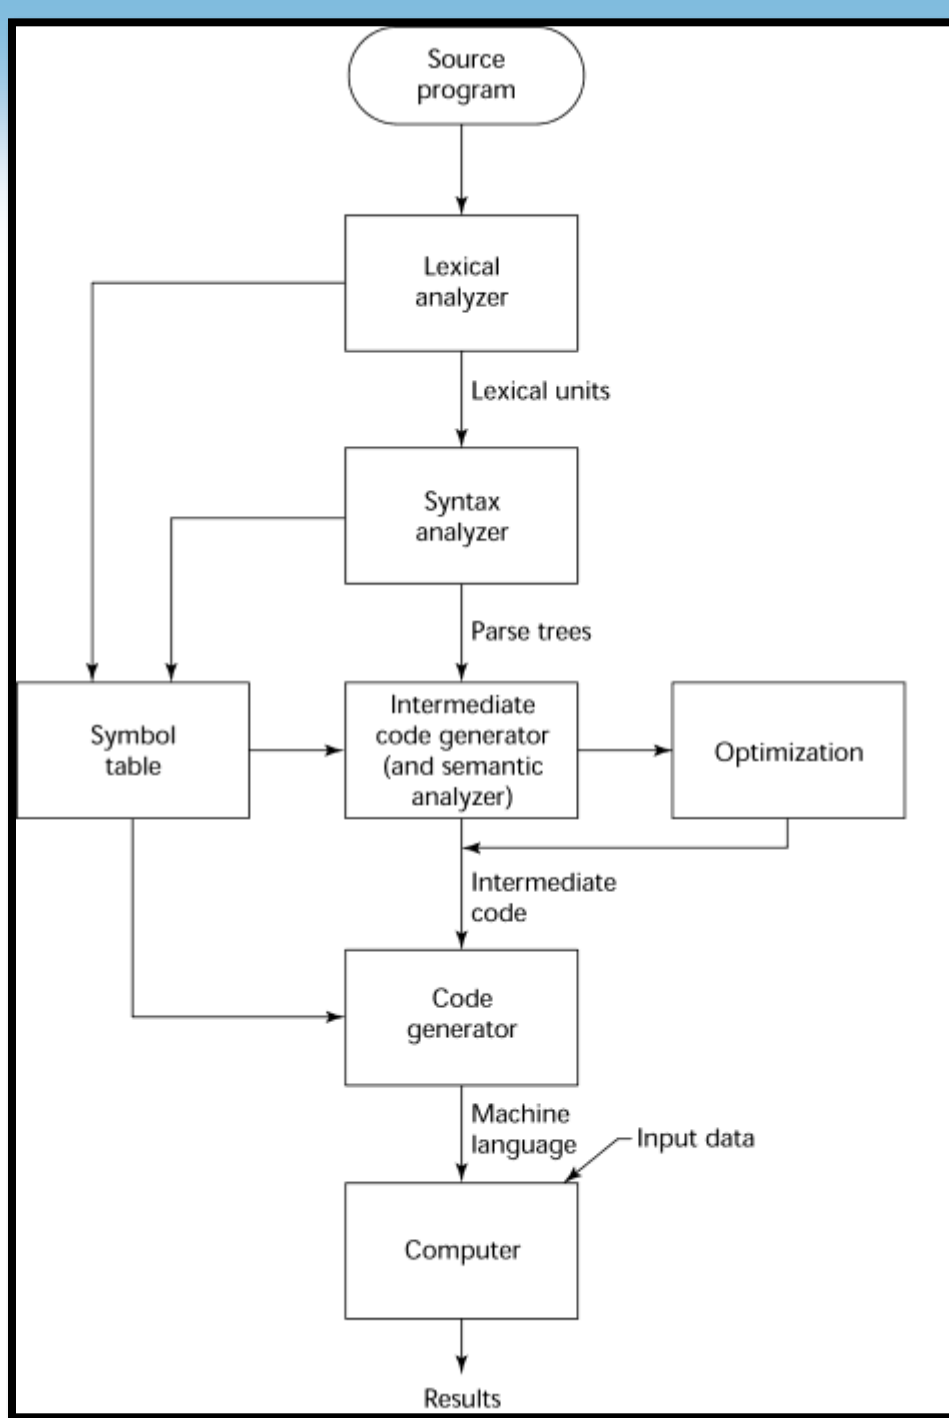 Source
program
Lexical
analyzer
Lexical units
Syntax
analyzer
Parse trees
Symbol
table
Intermediate
code generator
(and semantic
analyzer)
Optimization
Intermediate
code
Code
generator
Machine
language
Input data
Computer
Results